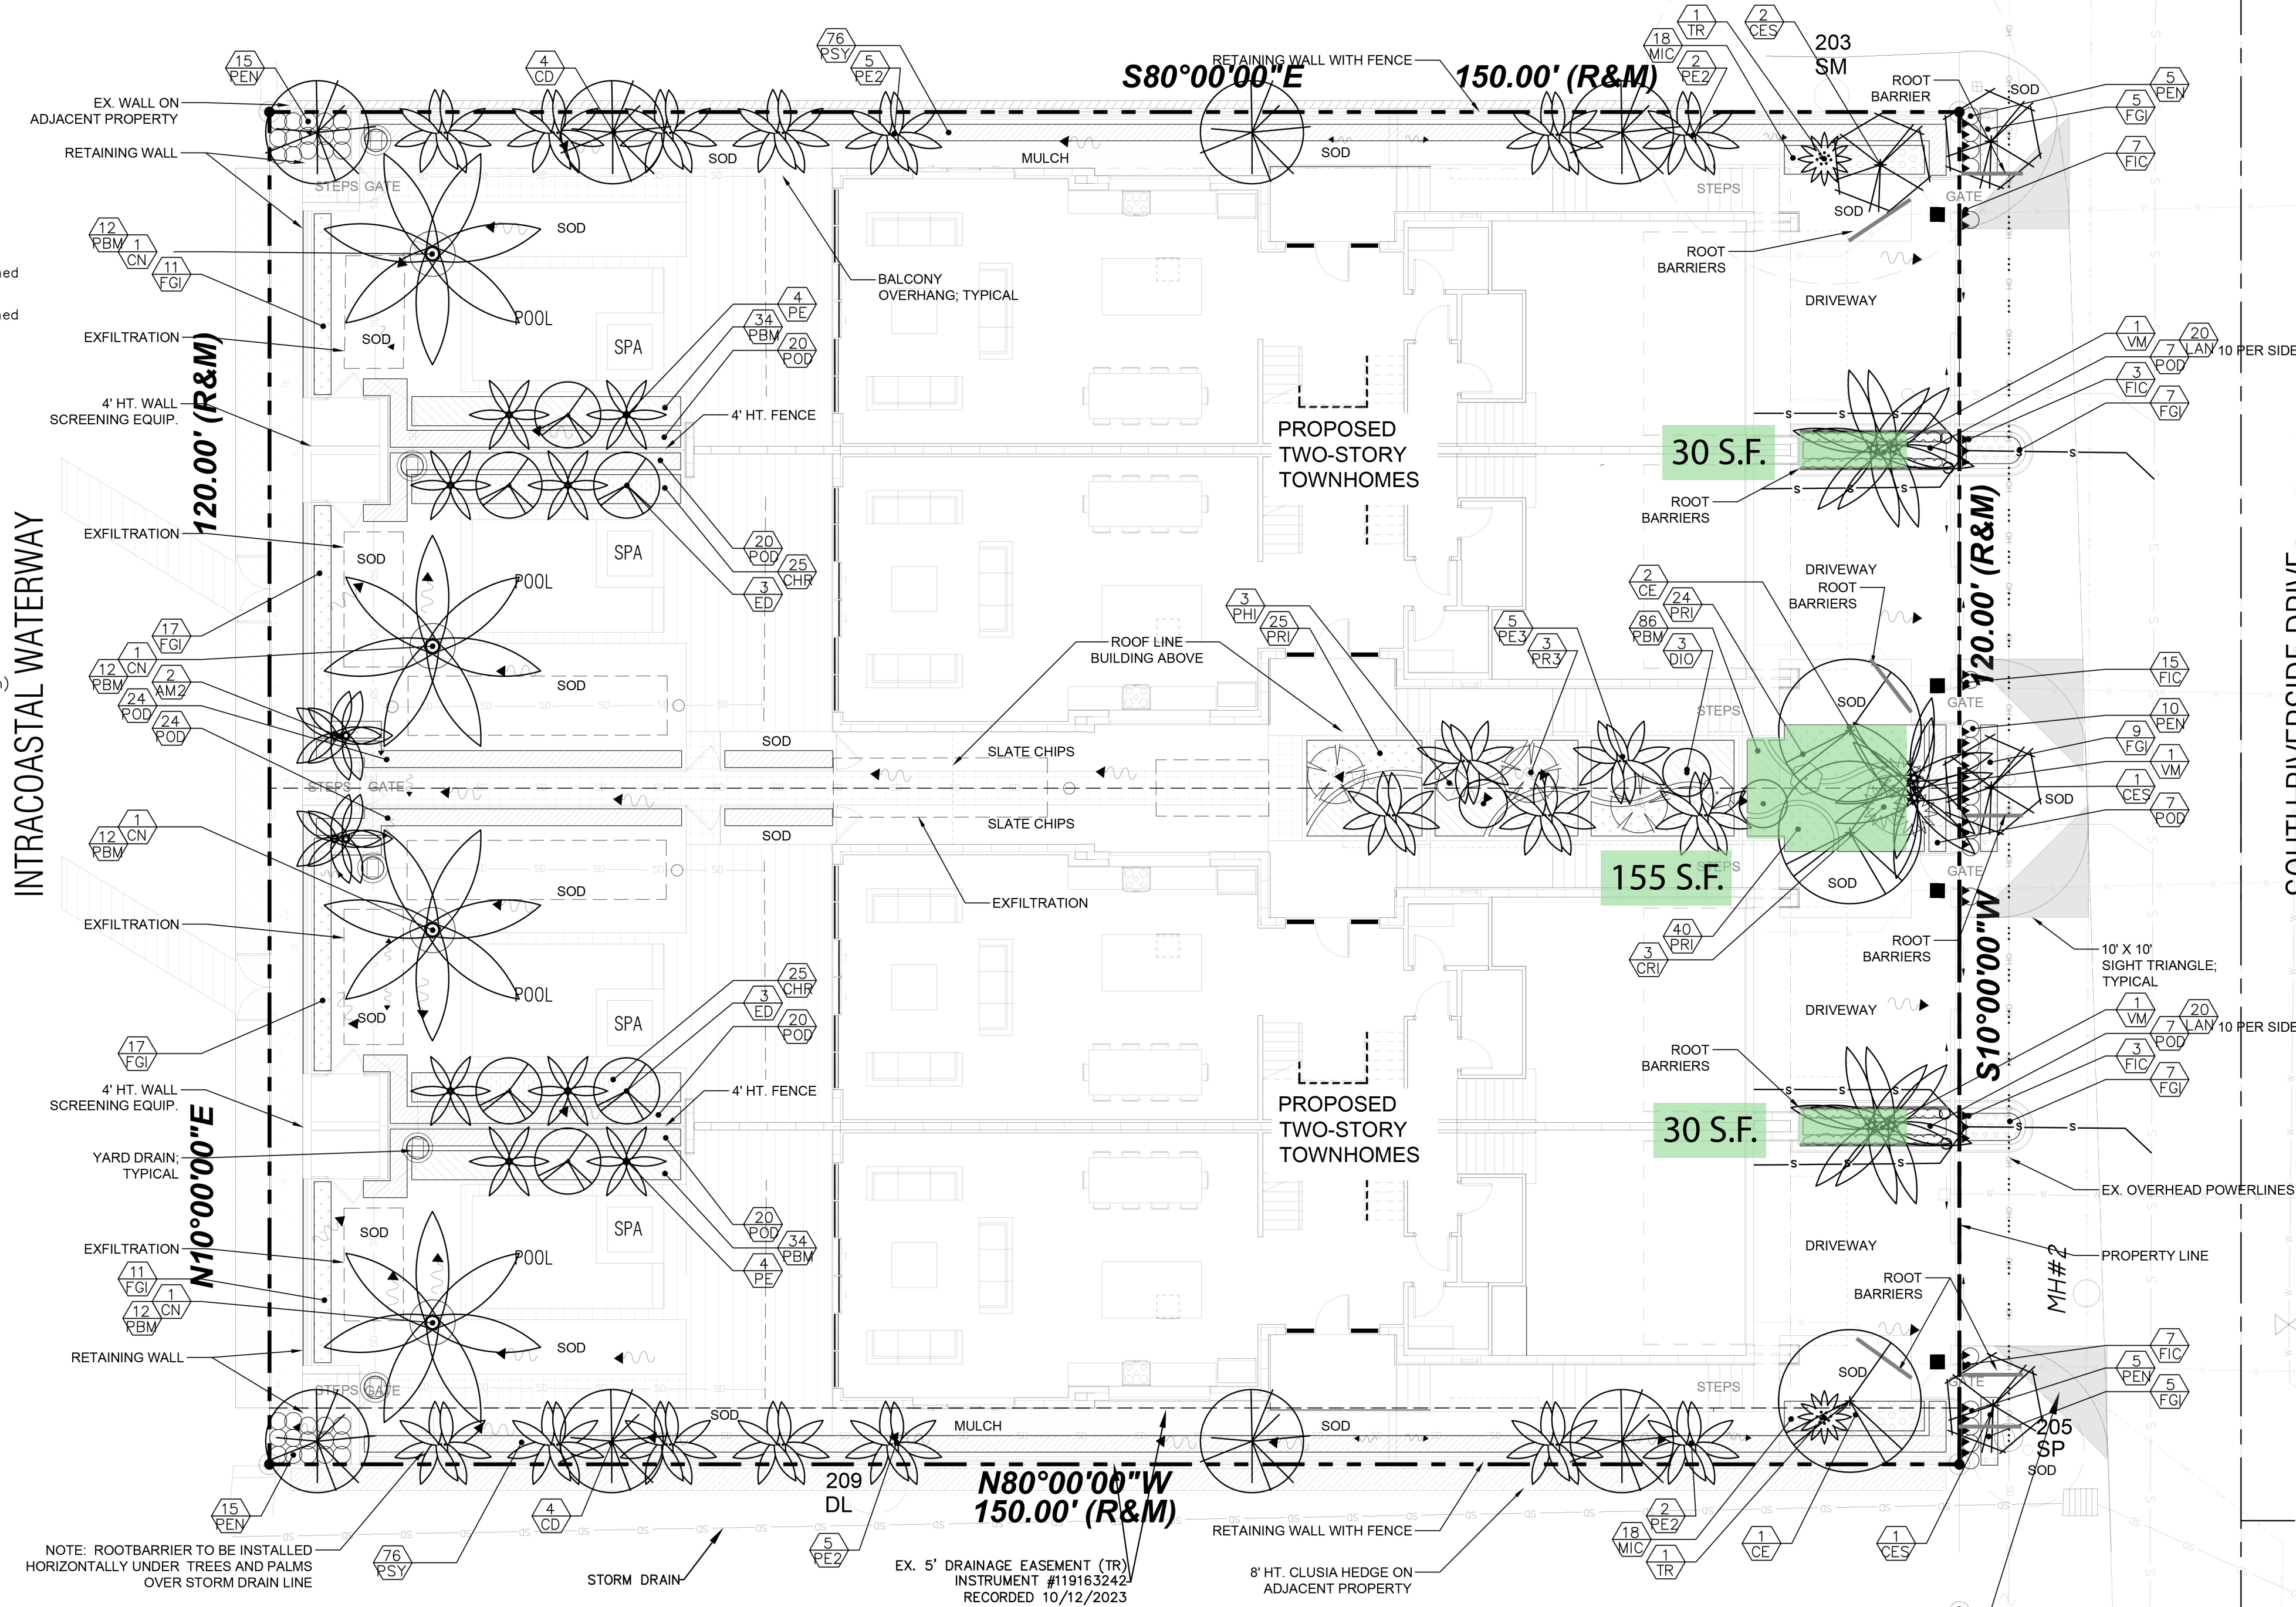 15
PEN
4
CD
76
PSY
5
PE2
RETAINING WALL WITH FENCE
S80°00'00"E
150.00' (R&M)
1
TR
18
MIC
2
PE2
2
CES
203
SM
ROOT
BARRIER
SOD
5
PEN
5
FGI
7
FIC
EX. WALL ON
ADJACENT PROPERTY
RETAINING WALL
STEPS GATE
SOD
MULCH
SOD
STEPS
SOD
GATE
12
PBM
1
CN
11
FGI
SOD
ROOT
BARRIERS
BALCONY
OVERHANG; TYPICAL
DRIVEWAY
EXFILTRATION
SOD
POOL
SPA
4
PE
34
PBM
20
POD
120.00' (R&M)
4' HT. WALL
SCREENING EQUIP.
4' HT. FENCE
PROPOSED
TWO-STORY
TOWNHOMES
30 S.F.
1
VM
20
LAN
10 PER SIDE
7
POD
3
FIC
7
FGI
ROOT
BARRIERS
INTRACOASTAL WATERWAY
EXFILTRATION
SOD
POOL
SPA
20
POD
25
CHR
3
ED
120.00' (R&M)
DRIVEWAY
ROOT
BARRIERS
17
FGI
1
CN
12
PBM
2
AM2
24
POD
24
POD
SOD
SOD
3
PHI
25
PRI
ROOF LINE
BUILDING ABOVE
5
PE3
3
PR3
2
CE
24
PRI
86
PBM
3
DIO
SOD
STEPS
GATE
15
FIC
10
PEN
9
FGI
1
VM
1
CES
7
POD
SOD
SLATE CHIPS
STEPS GATE
SLATE CHIPS
SOD
1
CN
12
PBM
SOD
EXFILTRATION
155 S.F.
STEPS
SOD
GATE
40
PRI
3
CRI
EXFILTRATION
SOD
POOL
SPA
25
CHR
3
ED
20
POD
ROOT
BARRIERS
10' X 10'
SIGHT TRIANGLE;
TYPICAL
S10°00'00"W
DRIVEWAY
17
FGI
4' HT. WALL
SCREENING EQUIP.
4' HT. FENCE
ROOT
BARRIERS
1
VM
20
LAN
10 PER SIDE
7
POD
3
FIC
7
FGI
PROPOSED
TWO-STORY
TOWNHOMES
30 S.F.
YARD DRAIN;
TYPICAL
N10°00'00"E
EX. OVERHEAD POWERLINES
EXFILTRATION
SOD
POOL
SPA
20
POD
34
PBM
4
PE
DRIVEWAY
PROPERTY LINE
MH#2
11
FGI
1
CN
12
PBM
ROOT
BARRIERS
RETAINING WALL
SOD
STEPS GATE
SOD
MULCH
SOD
STEPS
SOD
GATE
7
FIC
5
PEN
5
FGI
205
SP
SOD
15
PEN
4
CD
209
DL
N80°00'00"W
150.00' (R&M)
RETAINING WALL WITH FENCE
2
PE2
18
MIC
1
TR
1
CE
1
CES
NOTE: ROOTBARRIER TO BE INSTALLED
HORIZONTALLY UNDER TREES AND PALMS
OVER STORM DRAIN LINE
76
PSY
5
PE2
STORM DRAIN
EX. 5' DRAINAGE EASEMENT (TR)
INSTRUMENT #119163242
RECORDED 10/12/2023
8' HT. CLUSIA HEDGE ON
ADJACENT PROPERTY
SOUTH RIVERSIDE DRIVE